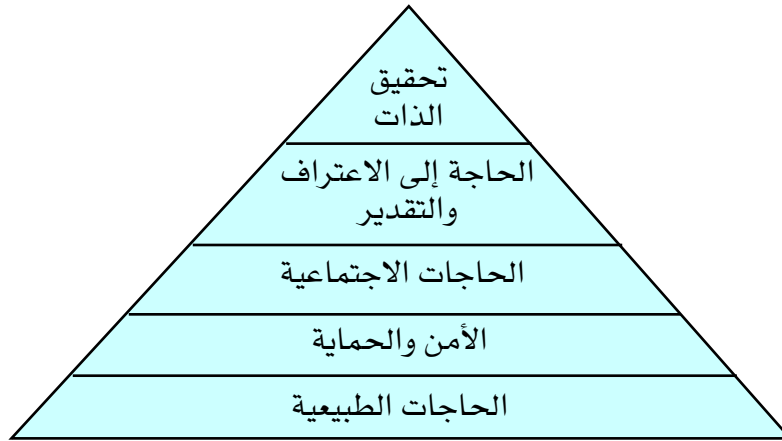 تحقيق
الذات
الحاجة إلى الاعتراف
والتقدير
الحاجات الاجتماعية
الأمن والحماية
الحاجات الطبيعية